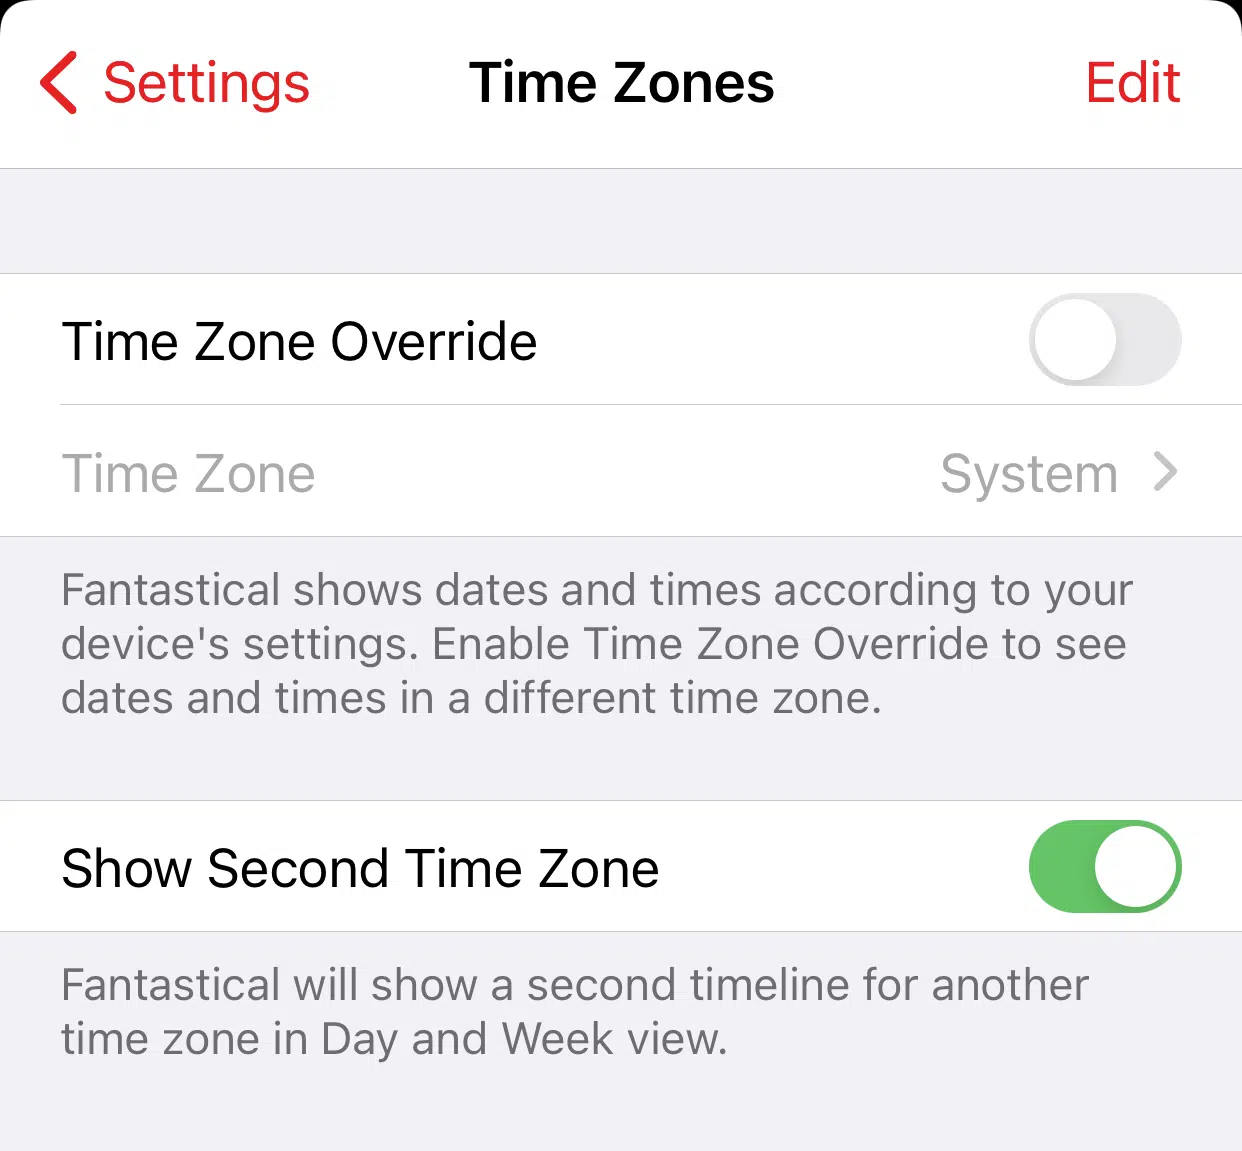 Settings Time Zones Edit
Time Zone Override
Time Zone System
Fantastical shows dates and times according to your
device's settings. Enable Time Zone Override to see
dates and times in a different time zone.
Show Second Time Zone
Fantastical will show a second timeline for another
time zone in Day and Week view.